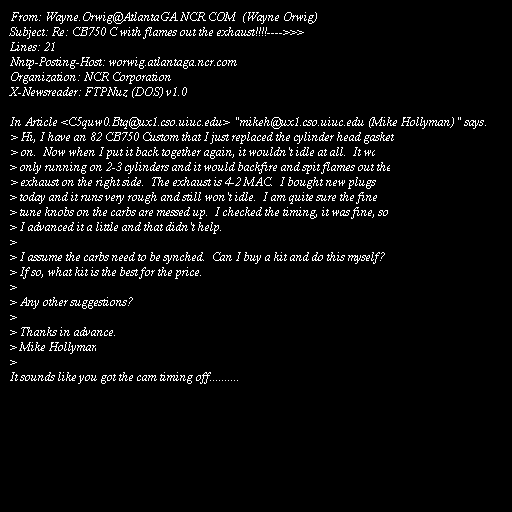 From: Wayne.Orwig@AtlantaGA.NCR.COM (Wayne Orwig)
Subject: Re: CB750 C with flames out the exhaust!!!!---->>>
Lines: 21
Nntp-Posting-Host: worwig.atlantaga.ncr.com
Organization: NCR Corporation
X-Newsreader: FTPNuz (DOS) v1.0

In Article <C5quw0.Btq@ux1.cso.uiuc.edu> "mikeh@ux1.cso.uiuc.edu (Mike Hollyman)" says:
> Hi, I have an 82 CB750 Custom that I just replaced the cylinder head gasket
> on. Now when I put it back together again, it wouldn't idle at all. It
> only running on 2-3 cylinders and it would backfire and spit flames out the
> exhaust on the right side. The exhaust is 4-2 MAC. I bought new plugs
> today and it runs very rough and still won't idle. I am quite sure the fine
> tune knobs on the carbs are messed up. I checked the timing, it was fine, so
> I advanced it a little and that didn't help.
>
> I assume the carbs need to be synched. Can I buy a kit and do this myself?
> If so, what kit is the best for the price.
>
> Any other suggestions?
>
> Thanks in advance.
> Mike Hollyman
>
It sounds like you got the cam timing off..........